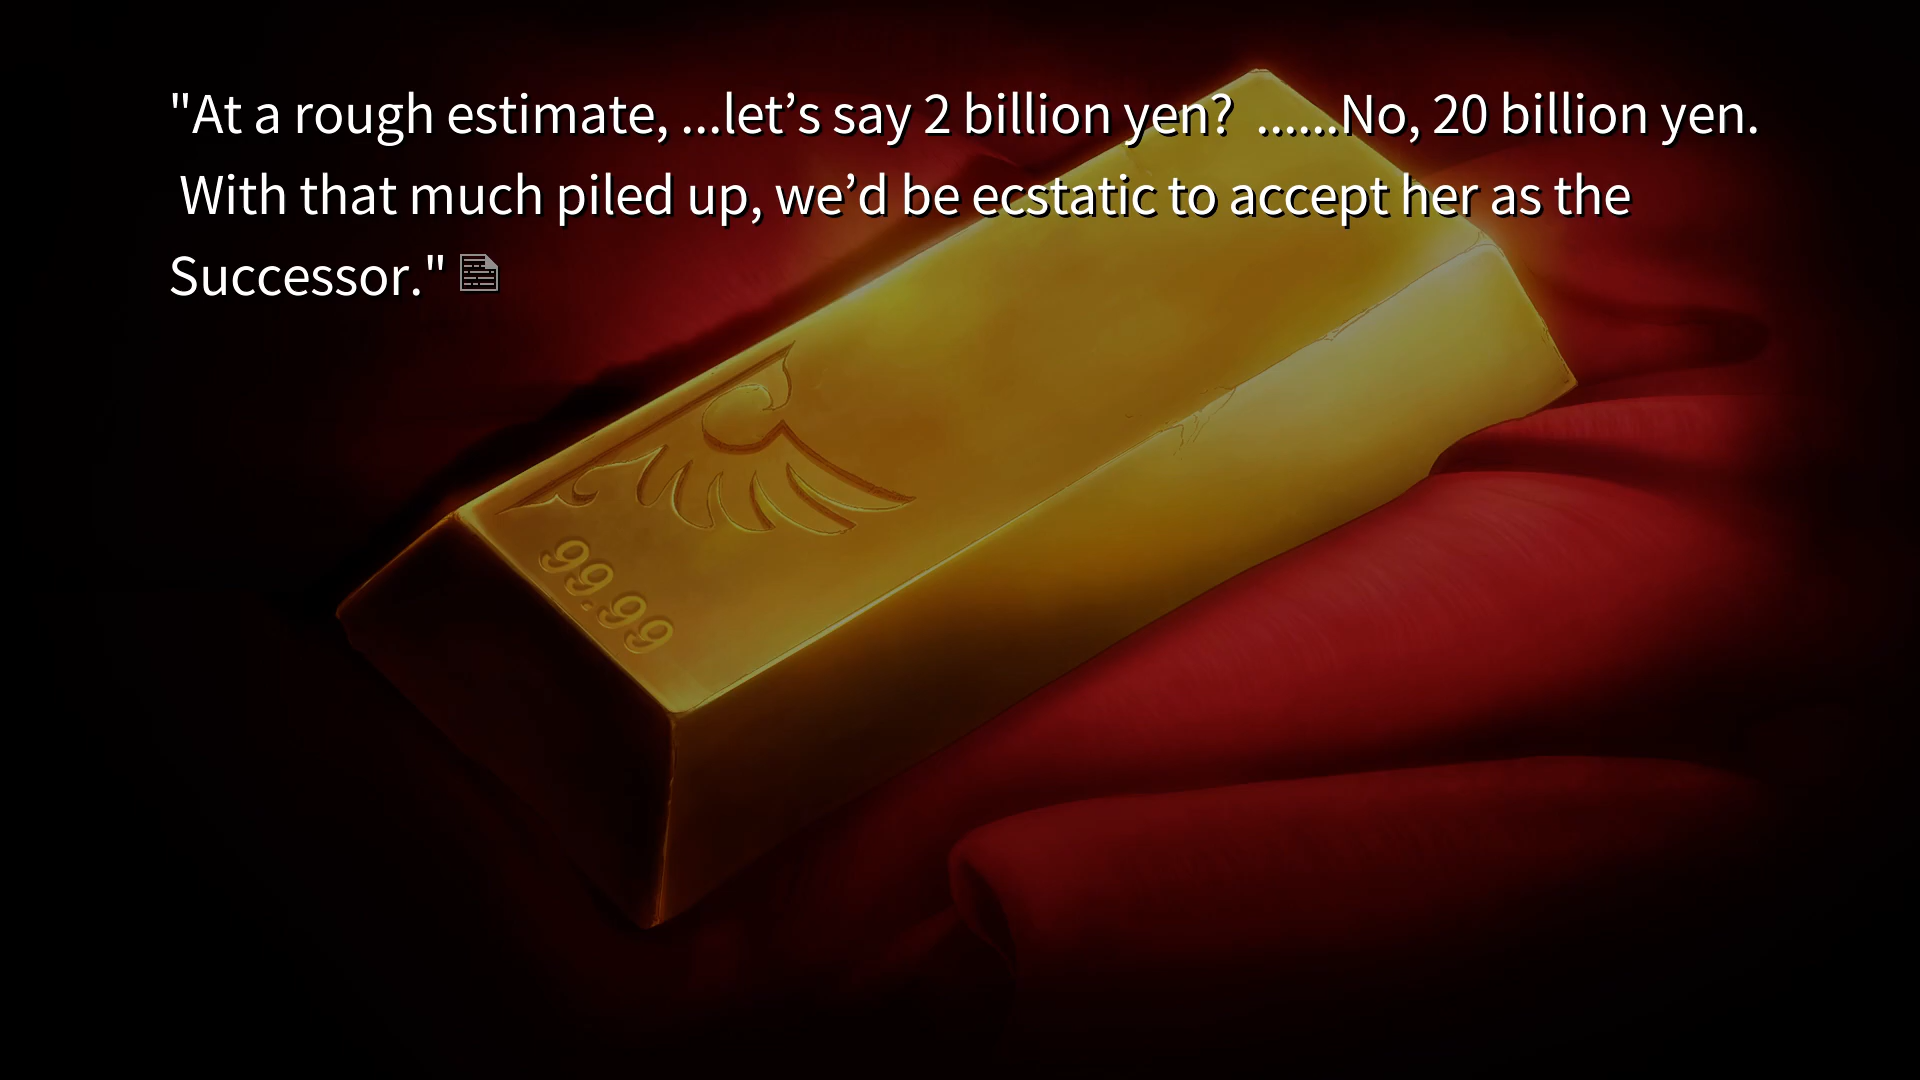 "At a rough estimate, ...let’s say 2 billion yen?  ......No, 20 billion yen.
With that much piled up, we’d be ecstatic to accept her as the
Successor."
99.99